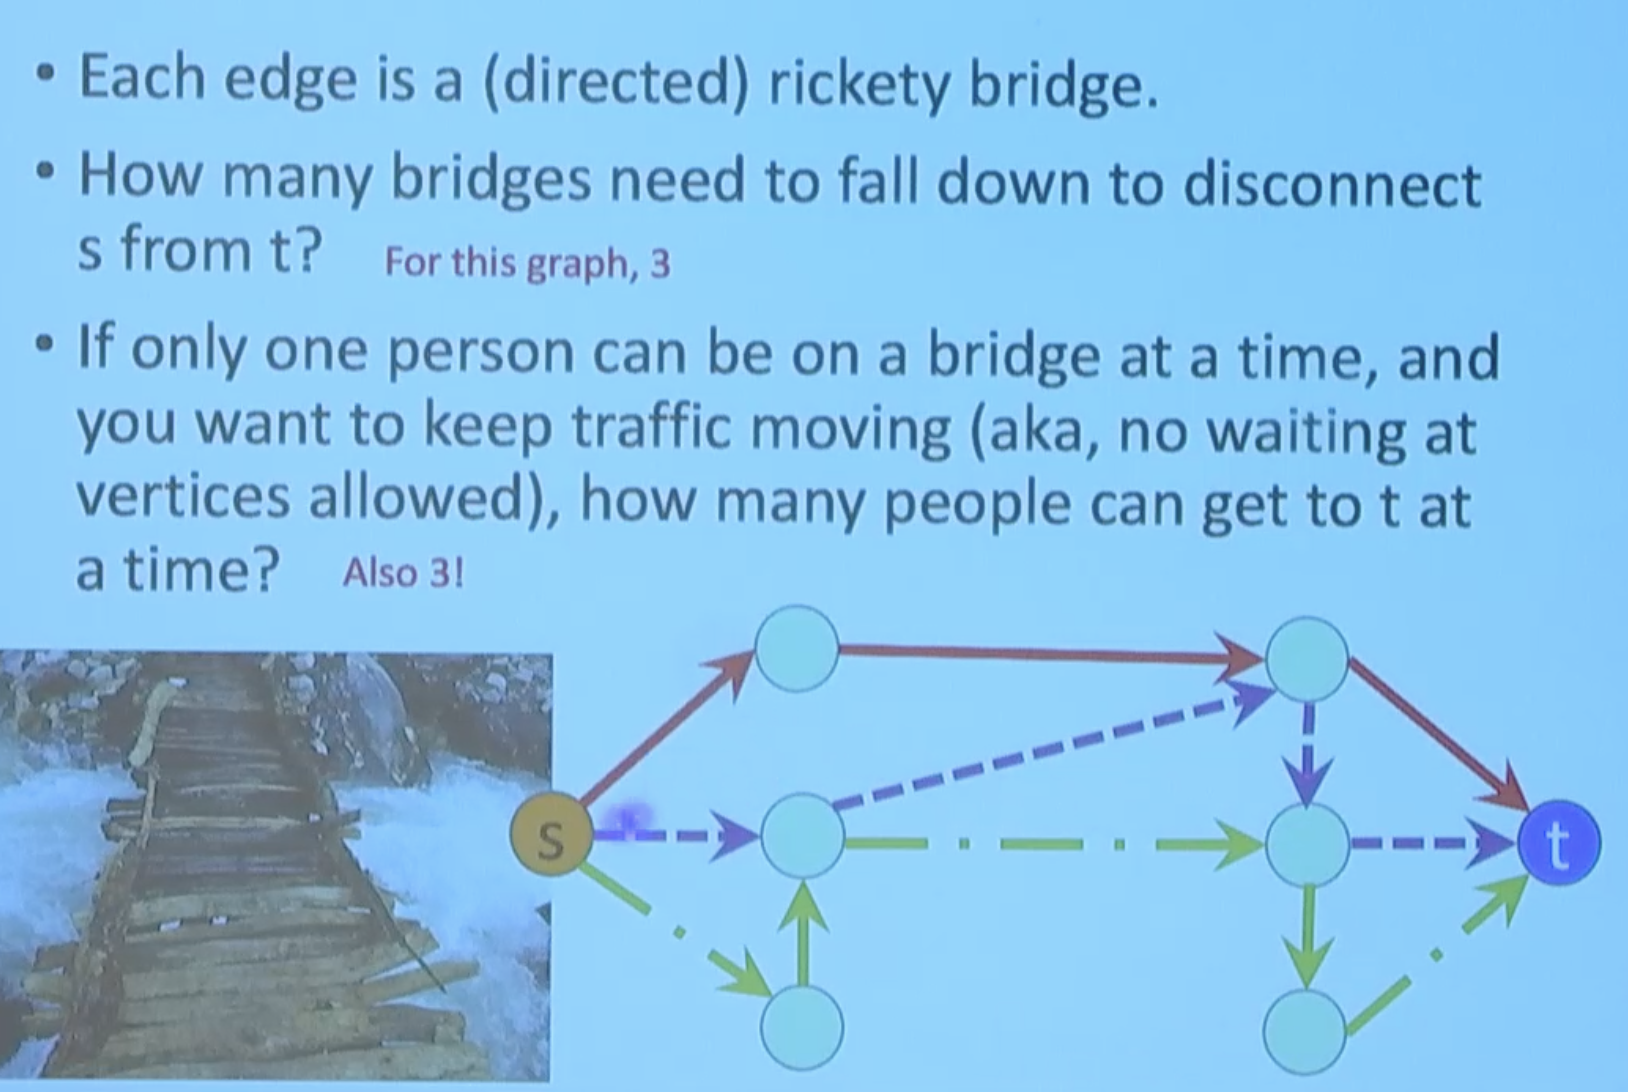 • Each edge is a (directed) rickety bridge.
• How many bridges need to fall down to disconnect
s from t? For this graph, 3
• If only one person can be on a bridge at a time, and
you want to keep traffic moving (aka, no waiting at
vertices allowed), how many people can get to t at
a time? Also 3!
s
t